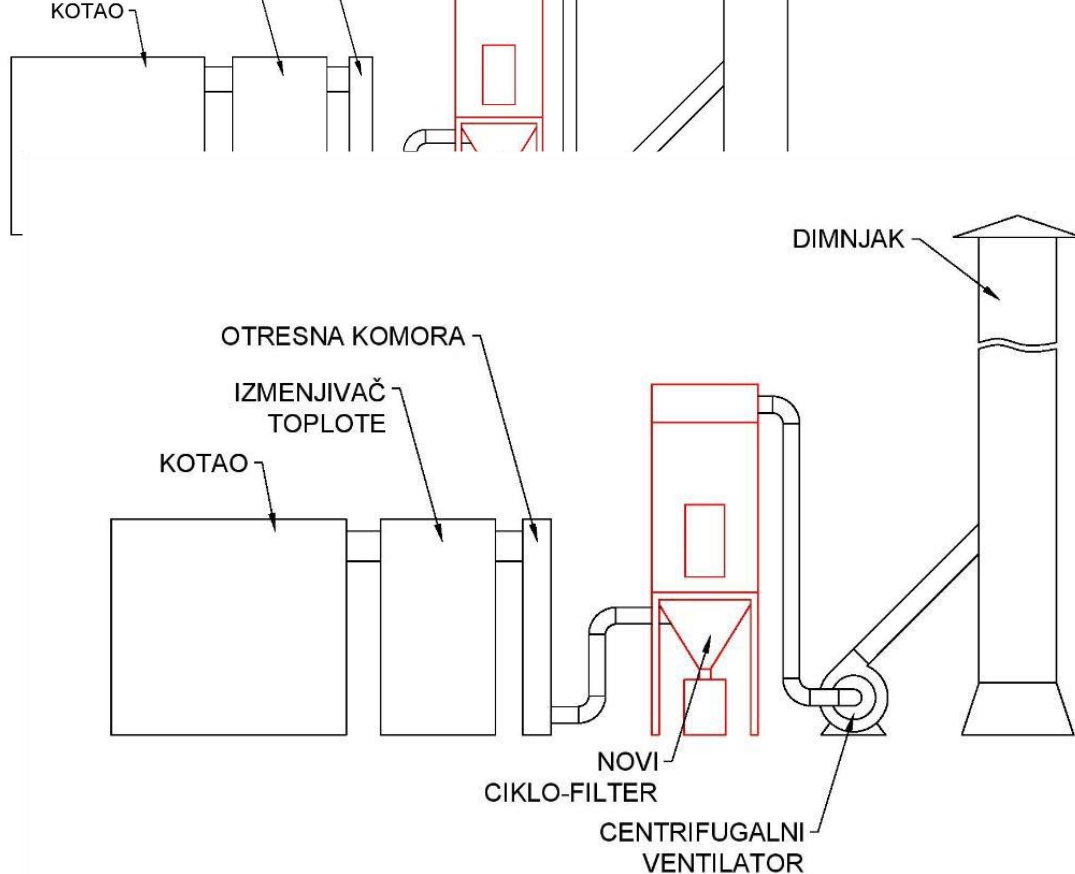 KOTAO
DIMNJAK
OTRESNA KOMORA
IZMENJIVAČ
TOPLOTE
KOTAO
NOVI
CIKLO-FILTER
CENTRIFUGALNI
VENTILATOR